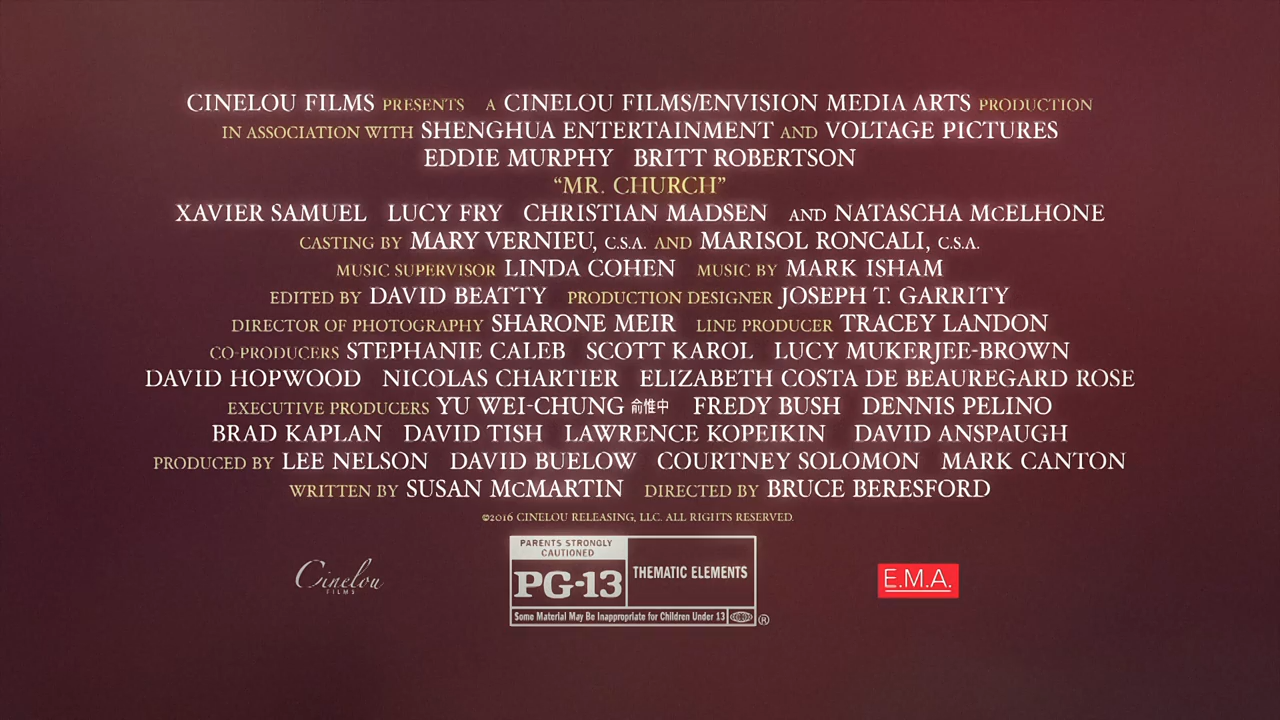 CINELOU FILMS PRESENTS A CINELOU FILMS/ENVISION MEDIA ARTS PRODUCTION
IN ASSOCIATION WITH SHENGHUA ENTERTAINMENT AND VOLTAGE PICTURES
EDDIE MURPHY BRITT ROBERTSON
“MR. CHURCH”
XAVIER SAMUEL LUCY FRY CHRISTIAN MADSEN AND NATASCHA McELHONE
CASTING BY MARY VERNIEU, C.S.A. AND MARISOL RONCALI, C.S.A.
MUSIC SUPERVISOR LINDA COHEN MUSIC BY MARK ISHAM
EDITED BY DAVID BEATTY PRODUCTION DESIGNER JOSEPH T. GARRITY
DIRECTOR OF PHOTOGRAPHY SHARONE MEIR LINE PRODUCER TRACEY LANDON
CO-PRODUCERS STEPHANIE CALEB SCOTT KAROL LUCY MUKERJEE-BROWN
DAVID HOPWOOD NICOLAS CHARTIER ELIZABETH COSTA DE BEAUREGARD ROSE
EXECUTIVE PRODUCERS YU WEI-CHUNG 俞惟中 FREDY BUSH DENNIS PELINO
BRAD KAPLAN DAVID TISH LAWRENCE KOPEIKIN DAVID ANSPAUGH
PRODUCED BY LEE NELSON DAVID BUELOW COURTNEY SOLOMON MARK CANTON
WRITTEN BY SUSAN McMARTIN DIRECTED BY BRUCE BERESFORD
©2016 CINELOU RELEASING, LLC. ALL RIGHTS RESERVED.
Cinelou
FILMS
PARENTS STRONGLY
CAUTIONED
PG-13
THEMATIC ELEMENTS
Some Material May Be Inappropriate for Children Under 13
®
E.M.A.